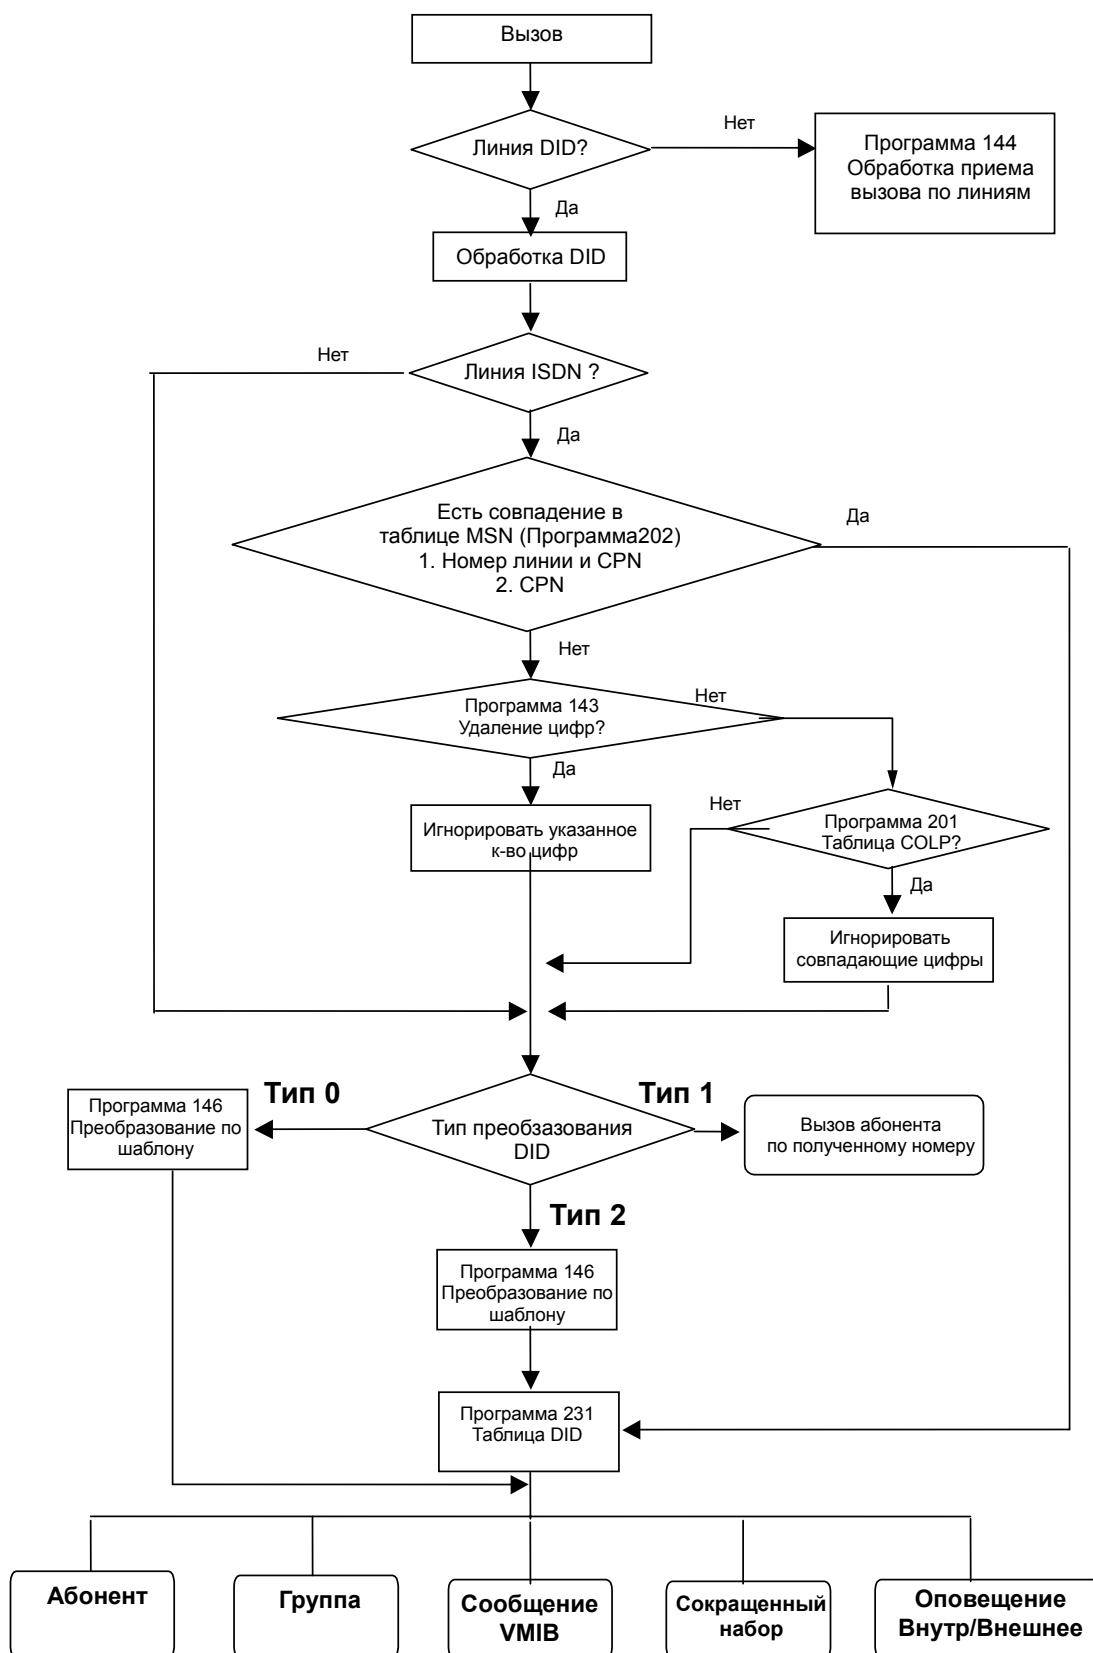 Вызов
Линия DID?
Нет
Программа 144
Обработка приема
вызова по линиям
Да
Обработка DID
Нет
Линия ISDN ?
Да
Есть совпадение в
таблице MSN (Программа202)
1. Номер линии и CPN
2. CPN
Да
Нет
Программа 143
Удаление цифр?
Нет
Да
Нет
Игнорировать указанное
к-во цифр
Программа 201
Таблица COLP?
Да
Игнорировать
совпадающие цифры
Тип 0
Тип 1
Программа 146
Преобразование по
шаблону
Тип преобзазования
DID
Вызов абонента
по полученному номеру
Тип 2
Программа 146
Преобразование по
шаблону
Программа 231
Таблица DID
Абонент
Группа
Сообщение
VMIB
Сокращенный
набор
Оповещение
Внутр/Внешнее